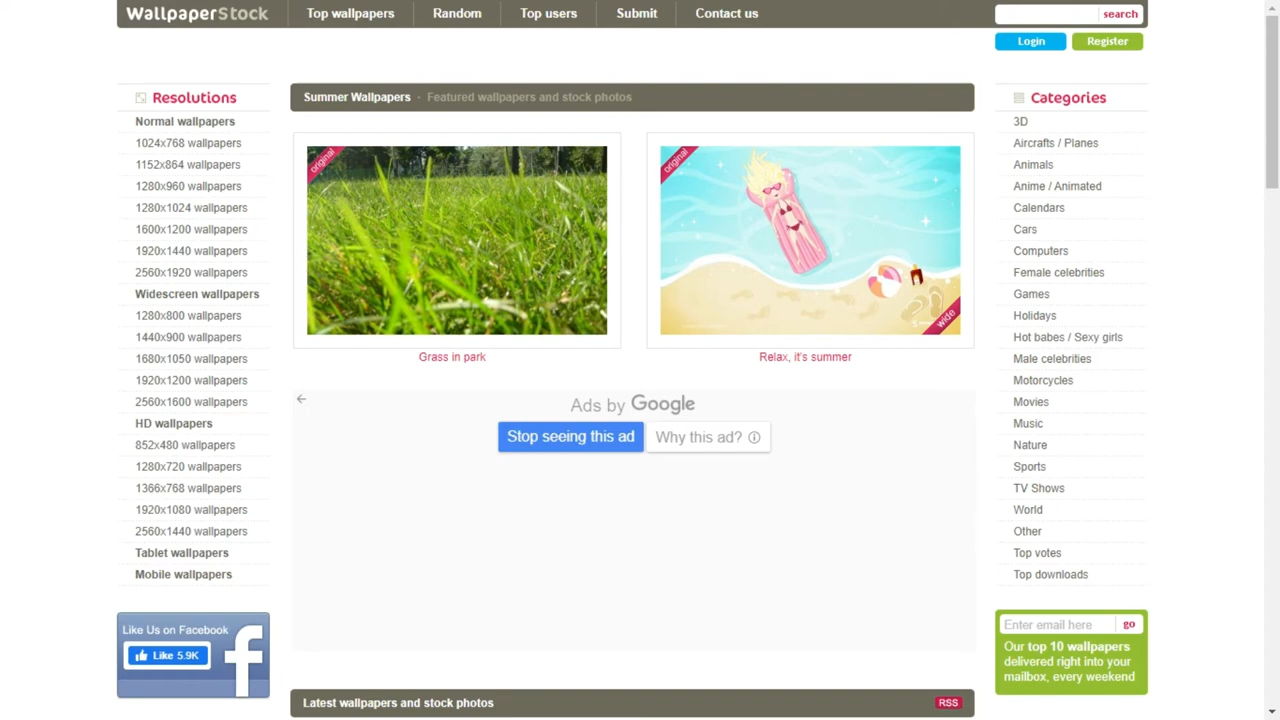 WallpaperStock
Top wallpapers
Random
Top users
Submit
Contact us
search
Login
Register
Resolutions
Normal wallpapers
1024x768 wallpapers
1152x864 wallpapers
1280x960 wallpapers
1280x1024 wallpapers
1600x1200 wallpapers
1920x1440 wallpapers
2560x1920 wallpapers
Widescreen wallpapers
1280x800 wallpapers
1440x900 wallpapers
1680x1050 wallpapers
1920x1200 wallpapers
2560x1600 wallpapers
HD wallpapers
852x480 wallpapers
1280x720 wallpapers
1366x768 wallpapers
1920x1080 wallpapers
2560x1440 wallpapers
Tablet wallpapers
Mobile wallpapers
Like Us on Facebook
Like 5.9K
Summer Wallpapers · Featured wallpapers and stock photos
original
Grass in park
original
wide
Relax, it's summer
Ads by Google
Stop seeing this ad
Why this ad?
Latest wallpapers and stock photos
RSS
Categories
3D
Aircrafts / Planes
Animals
Anime / Animated
Calendars
Cars
Computers
Female celebrities
Games
Holidays
Hot babes / Sexy girls
Male celebrities
Motorcycles
Movies
Music
Nature
Sports
TV Shows
World
Other
Top votes
Top downloads
Enter email here
go
Our top 10 wallpapers
delivered right into your
mailbox, every weekend